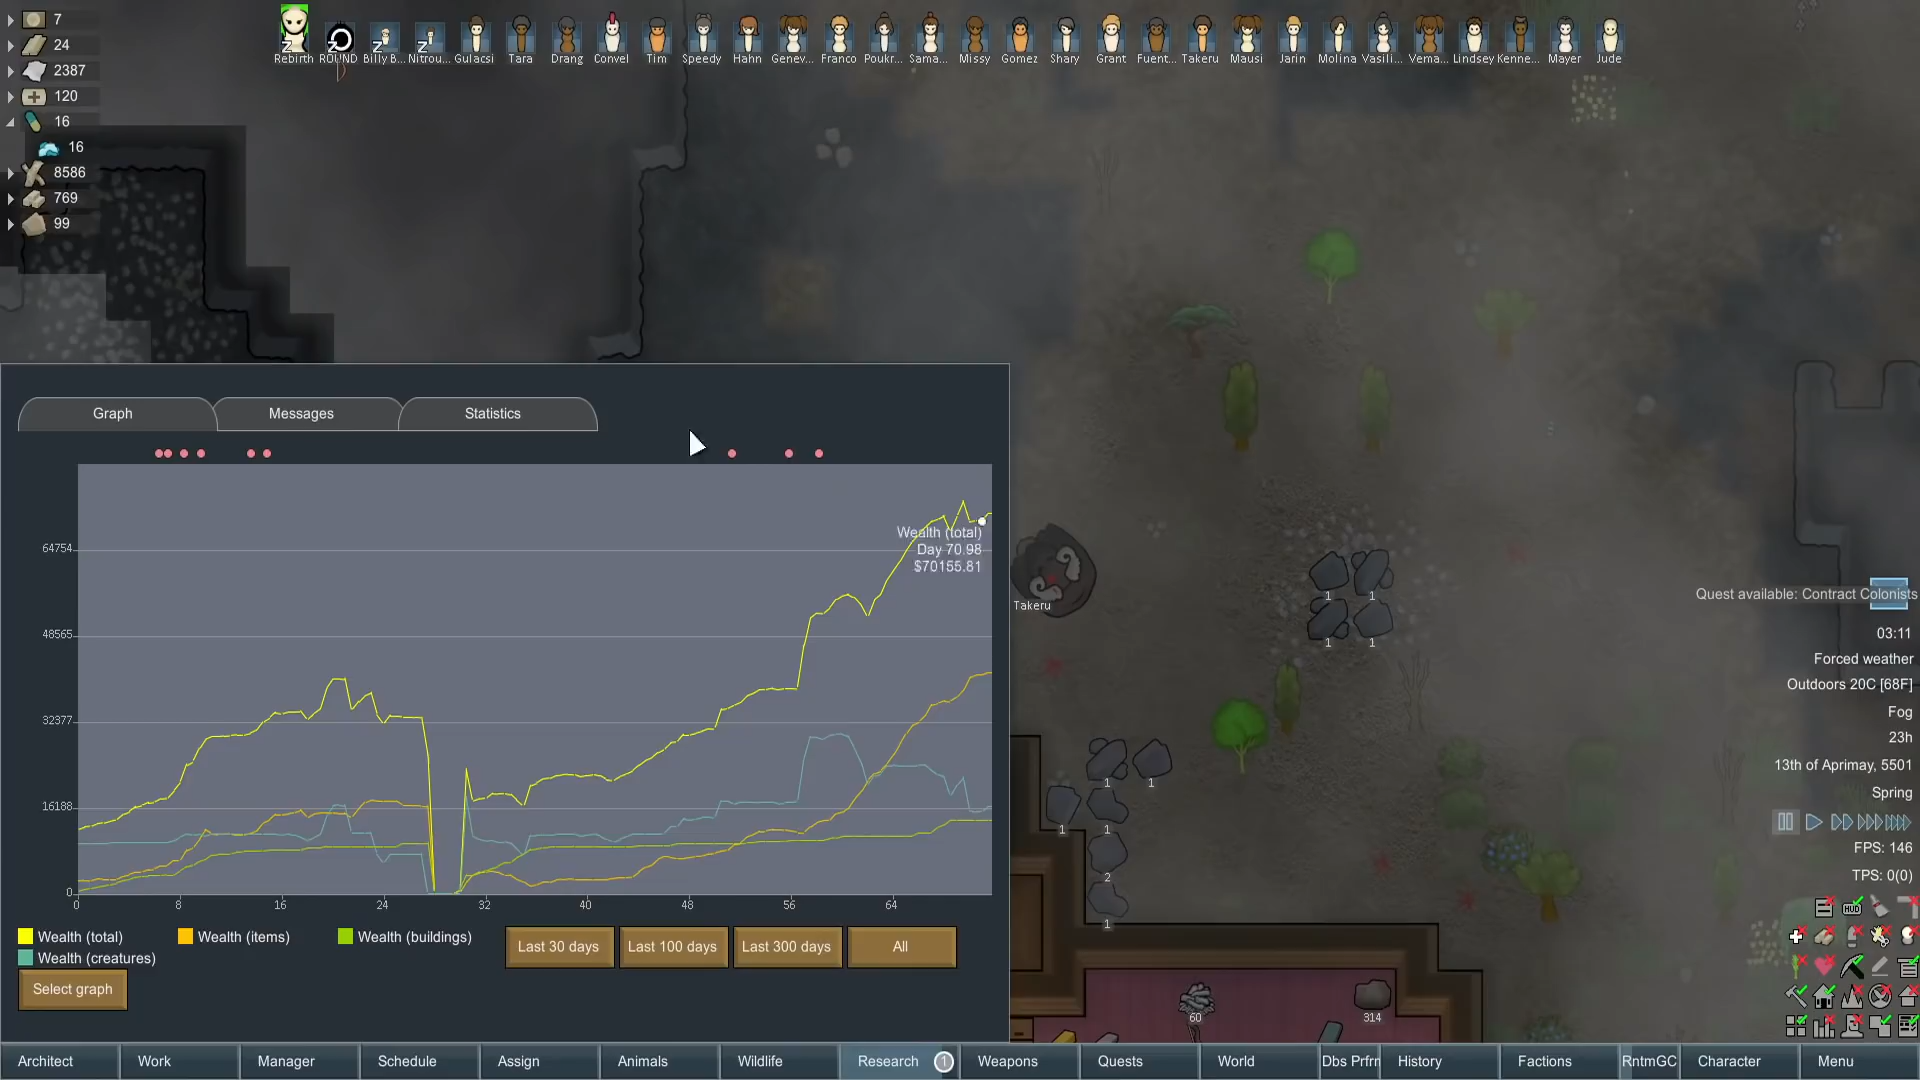 7
24
2387
120
16
16
8586
769
99
Rebirth ROUND Billy B... Nitrou... Gulacsi Tara Drang Convel Tim Speedy Hahn Genev... Franco Poukr... Sama... Missy Gomez Shary Grant Fuent... Takeru Mausi Jarin Molina Vasili... Vema... Lindsey Kenne... Mayer Jude
Graph Messages Statistics
64754
48565
32377
16188
0
Wealth (total)
Day 70.98
$70155.81
0 8 16 24 32 40 48 56 64
Wealth (total) Wealth (items) Wealth (buildings)
Wealth (creatures)
Last 30 days Last 100 days Last 300 days All
Select graph
Takeru
1 1
1 1
1 1
1 1
2
1
60
314
Quest available: Contract Colonists
03:11
Forced weather
Outdoors 20C [68F]
Fog
23h
13th of Aprimay, 5501
Spring
FPS: 146
TPS: 0(0)
HUD
Architect Work Manager Schedule Assign Animals Wildlife Research 1 Weapons Quests World Dbs Prfrm History Factions RntmGC Character Menu